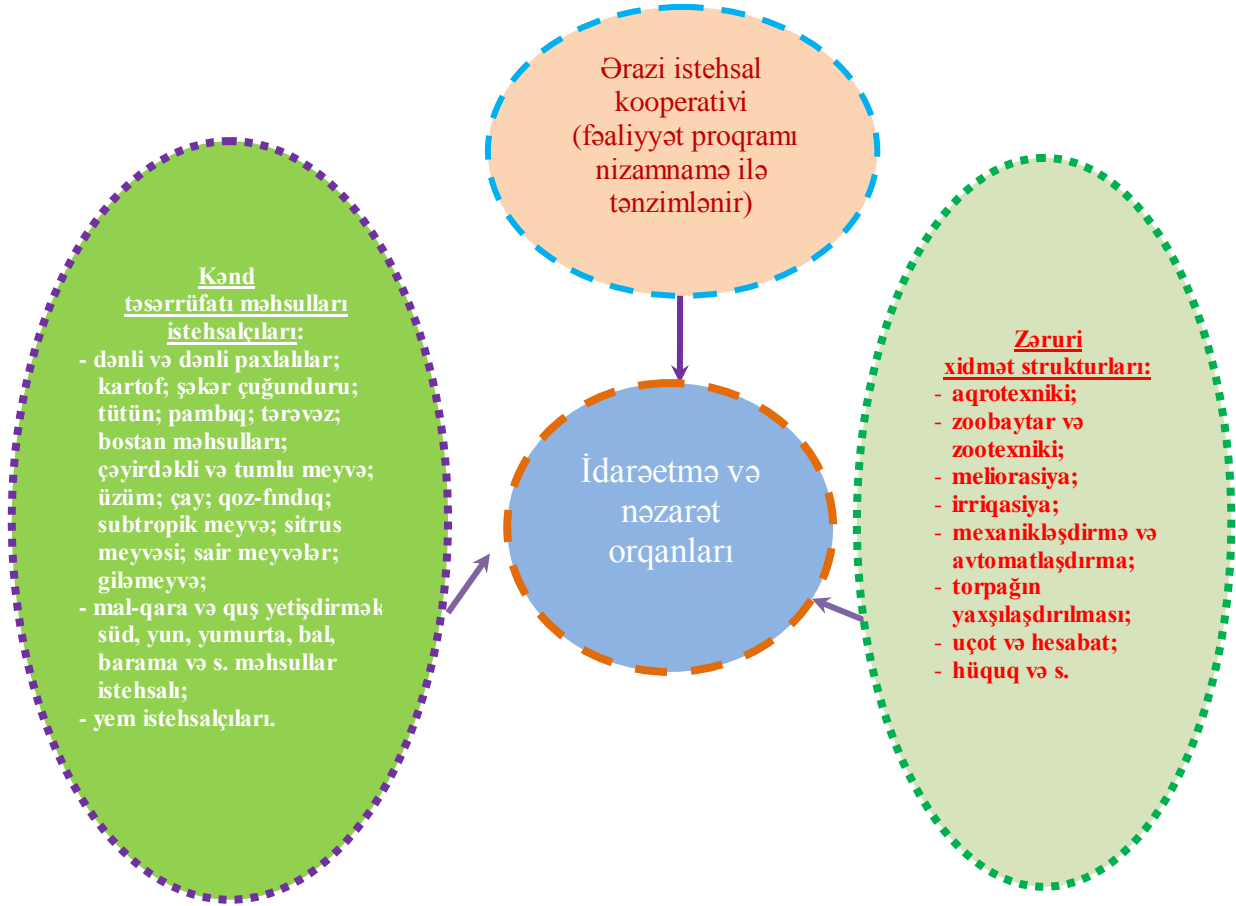 Ərazi istehsal
kooperativi
(fəaliyyət proqramı
nizamnamə ilə
tənzimlənir)
Kənd
təsərrüfatı məhsulları
istehsalçıları:
- dənli və dənli paxlalılar;
kartof; şəkər çuğunduru;
tütün; pambıq; tərəvəz;
bostan məhsulları;
çəyirdəkli və tumlu meyvə;
üzüm; çay; qoz-fındıq;
subtropik meyvə; sitrus
meyvəsi; sair meyvələr;
giləmeyvə;
- mal-qara və quş yetişdirmək
süd, yun, yumurta, bal,
barama və s. məhsullar
istehsalı;
- yem istehsalçıları.
İdarəetmə və
nəzarət
orqanları
Zəruri
xidmət strukturları:
- aqrotexniki;
- zoobaytar və
zootexniki;
- meliorasiya;
- irriqasiya;
- mexanikləşdirmə və
avtomatlaşdırma;
- torpağın
yaxşılaşdırılması;
- uçot və hesabat;
- hüquq və s.